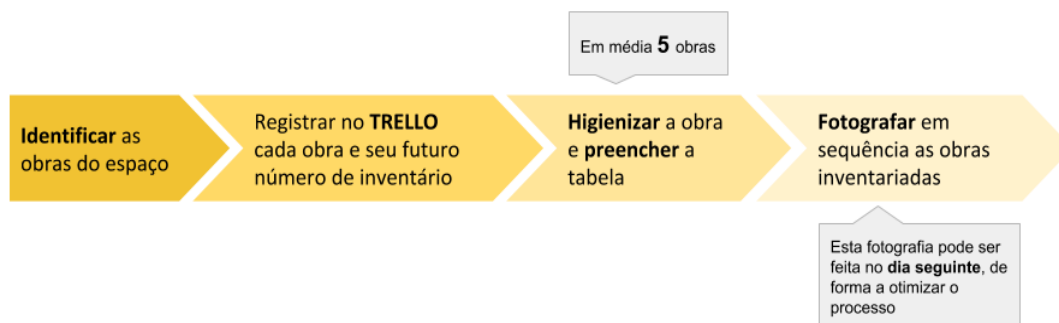 Em média 5 obras
Identificar as
obras do espaço
Registrar no TRELLO
cada obra e seu futuro
número de inventário
Higienizar a obra
e preencher a
tabela
Fotografar em
sequência as obras
inventariadas
Esta fotografia pode ser
feita no dia seguinte, de
forma a otimizar o
processo